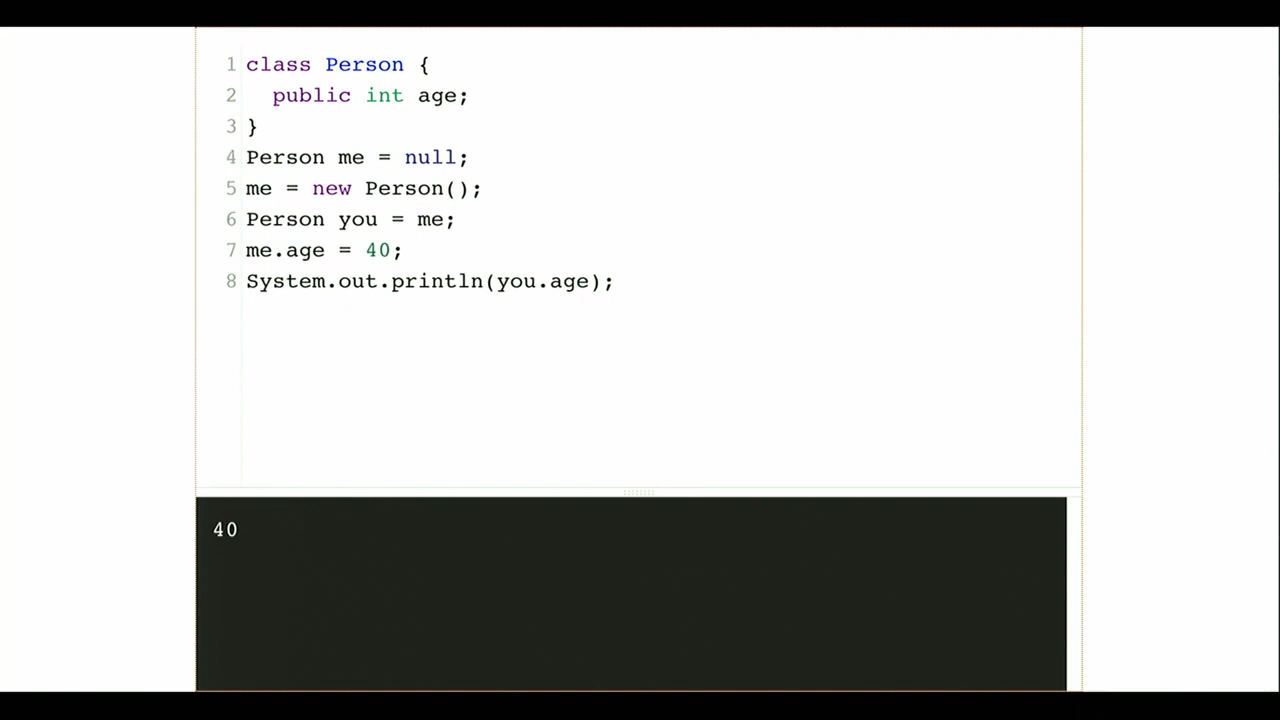 1 class Person {
2   public int age;
3 }
4 Person me = null;
5 me = new Person();
6 Person you = me;
7 me.age = 40;
8 System.out.println(you.age);
40